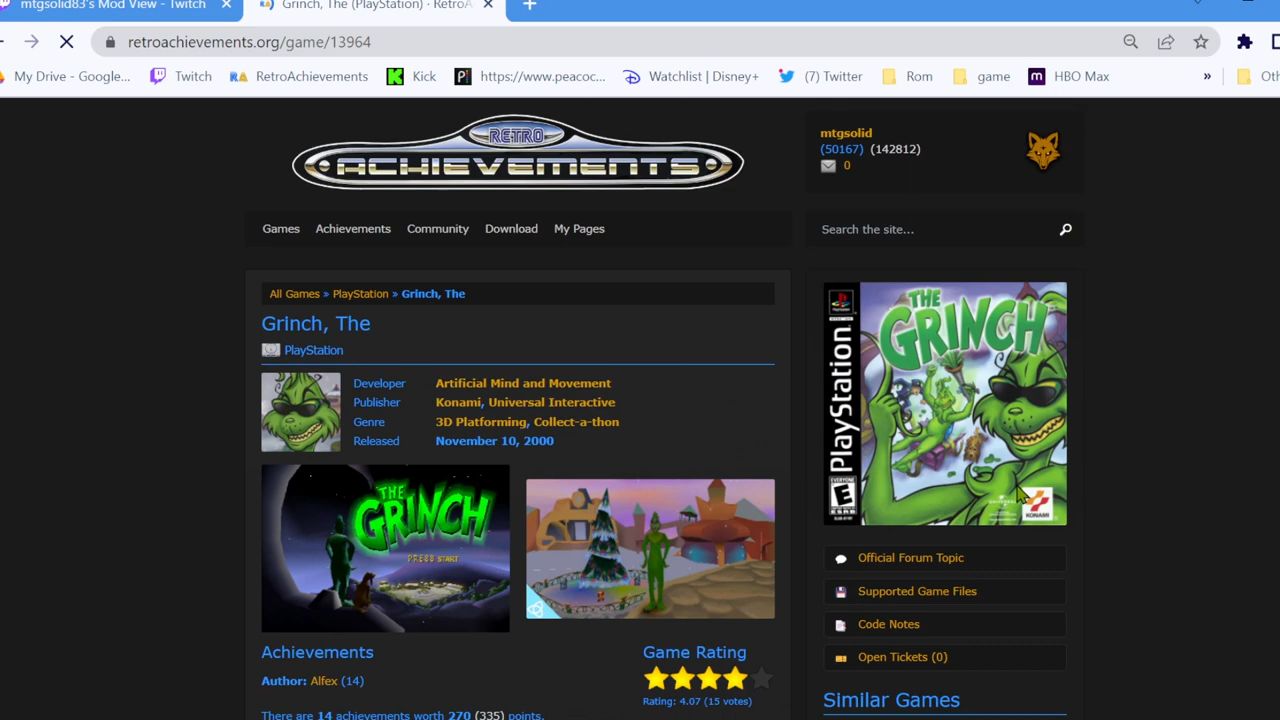 mtgsolid83's Mod View - Twitch
Grinch, The (PlayStation) · RetroA
retroachievements.org/game/13964
My Drive - Google...
Twitch
RetroAchievements
Kick
https://www.peacoc...
Watchlist | Disney+
(7) Twitter
Rom
game
HBO Max
»
RETRO
ACHIEVEMENTS
mtgsolid
(50167) (142812)
0
Games
Achievements
Community
Download
My Pages
Search the site...
All Games » PlayStation » Grinch, The
Grinch, The
PlayStation
Developer Artificial Mind and Movement
Publisher Konami, Universal Interactive
Genre 3D Platforming, Collect-a-thon
Released November 10, 2000
THE
GRINCH
PRESS START
Achievements
Author: Alfex (14)
There are 14 achievements worth 270 (335) points.
Game Rating
Rating: 4.07 (15 votes)
PlayStation
THE
GRINCH
EVERYONE
E
KONAMI
Official Forum Topic
Supported Game Files
Code Notes
Open Tickets (0)
Similar Games